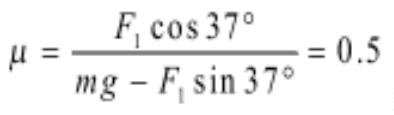 μ = F₁ cos 37° / (mg − F₁ sin 37°) = 0.5